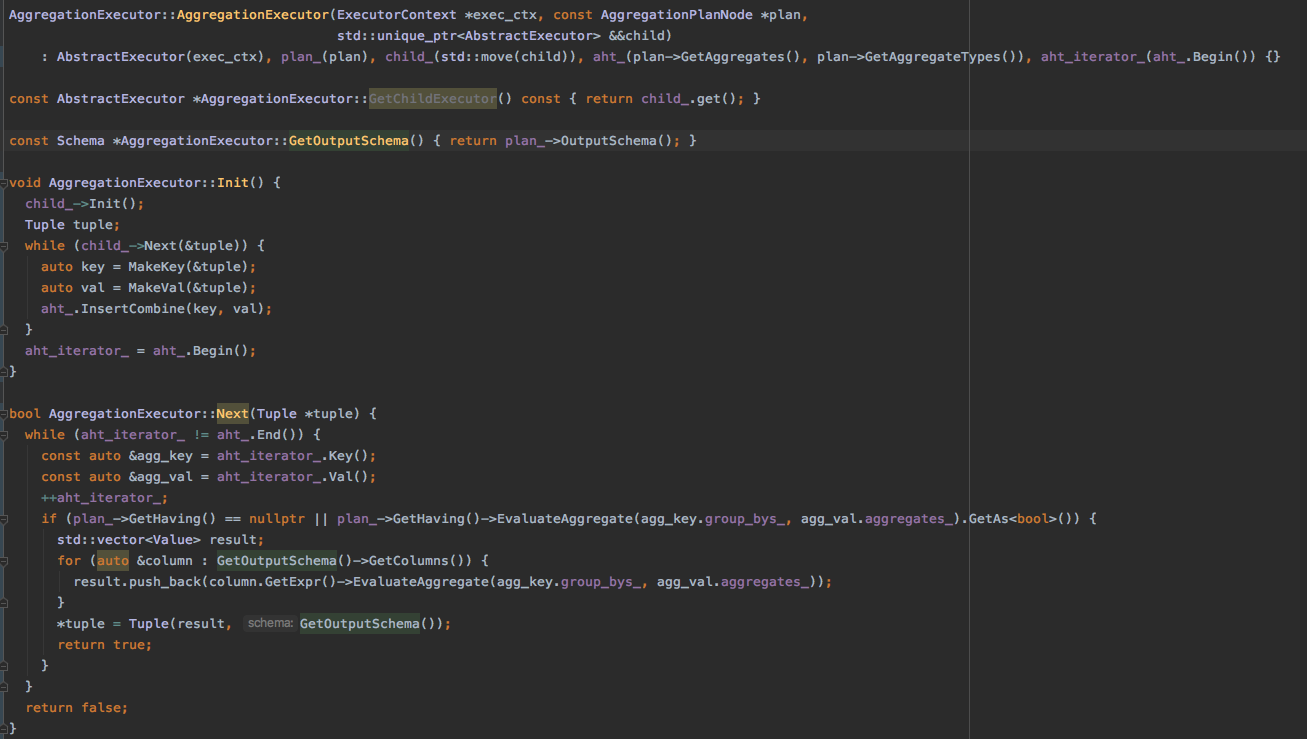 AggregationExecutor::AggregationExecutor(ExecutorContext *exec_ctx, const AggregationPlanNode *plan,
                                         std::unique_ptr<AbstractExecutor> &&child)
    : AbstractExecutor(exec_ctx), plan_(plan), child_(std::move(child)), aht_(plan->GetAggregates(), plan->GetAggregateTypes()), aht_iterator_(aht_.Begin()) {}

const AbstractExecutor *AggregationExecutor::GetChildExecutor() const { return child_.get(); }

const Schema *AggregationExecutor::GetOutputSchema() { return plan_->OutputSchema(); }

void AggregationExecutor::Init() {
  child_->Init();
  Tuple tuple;
  while (child_->Next(&tuple)) {
    auto key = MakeKey(&tuple);
    auto val = MakeVal(&tuple);
    aht_.InsertCombine(key, val);
  }
  aht_iterator_ = aht_.Begin();
}

bool AggregationExecutor::Next(Tuple *tuple) {
  while (aht_iterator_ != aht_.End()) {
    const auto &agg_key = aht_iterator_.Key();
    const auto &agg_val = aht_iterator_.Val();
    ++aht_iterator_;
    if (plan_->GetHaving() == nullptr || plan_->GetHaving()->EvaluateAggregate(agg_key.group_bys_, agg_val.aggregates_).GetAs<bool>()) {
      std::vector<Value> result;
      for (auto &column : GetOutputSchema()->GetColumns()) {
        result.push_back(column.GetExpr()->EvaluateAggregate(agg_key.group_bys_, agg_val.aggregates_));
      }
      *tuple = Tuple(result, schema: GetOutputSchema());
      return true;
    }
  }
  return false;
}